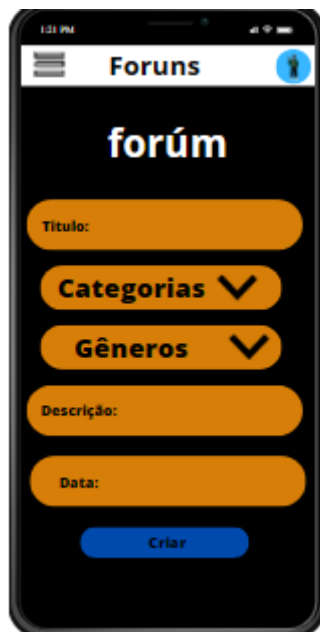 1:21 PM
Foruns
forúm
Titulo:
Categorias
Gêneros
Descrição:
Data:
Criar